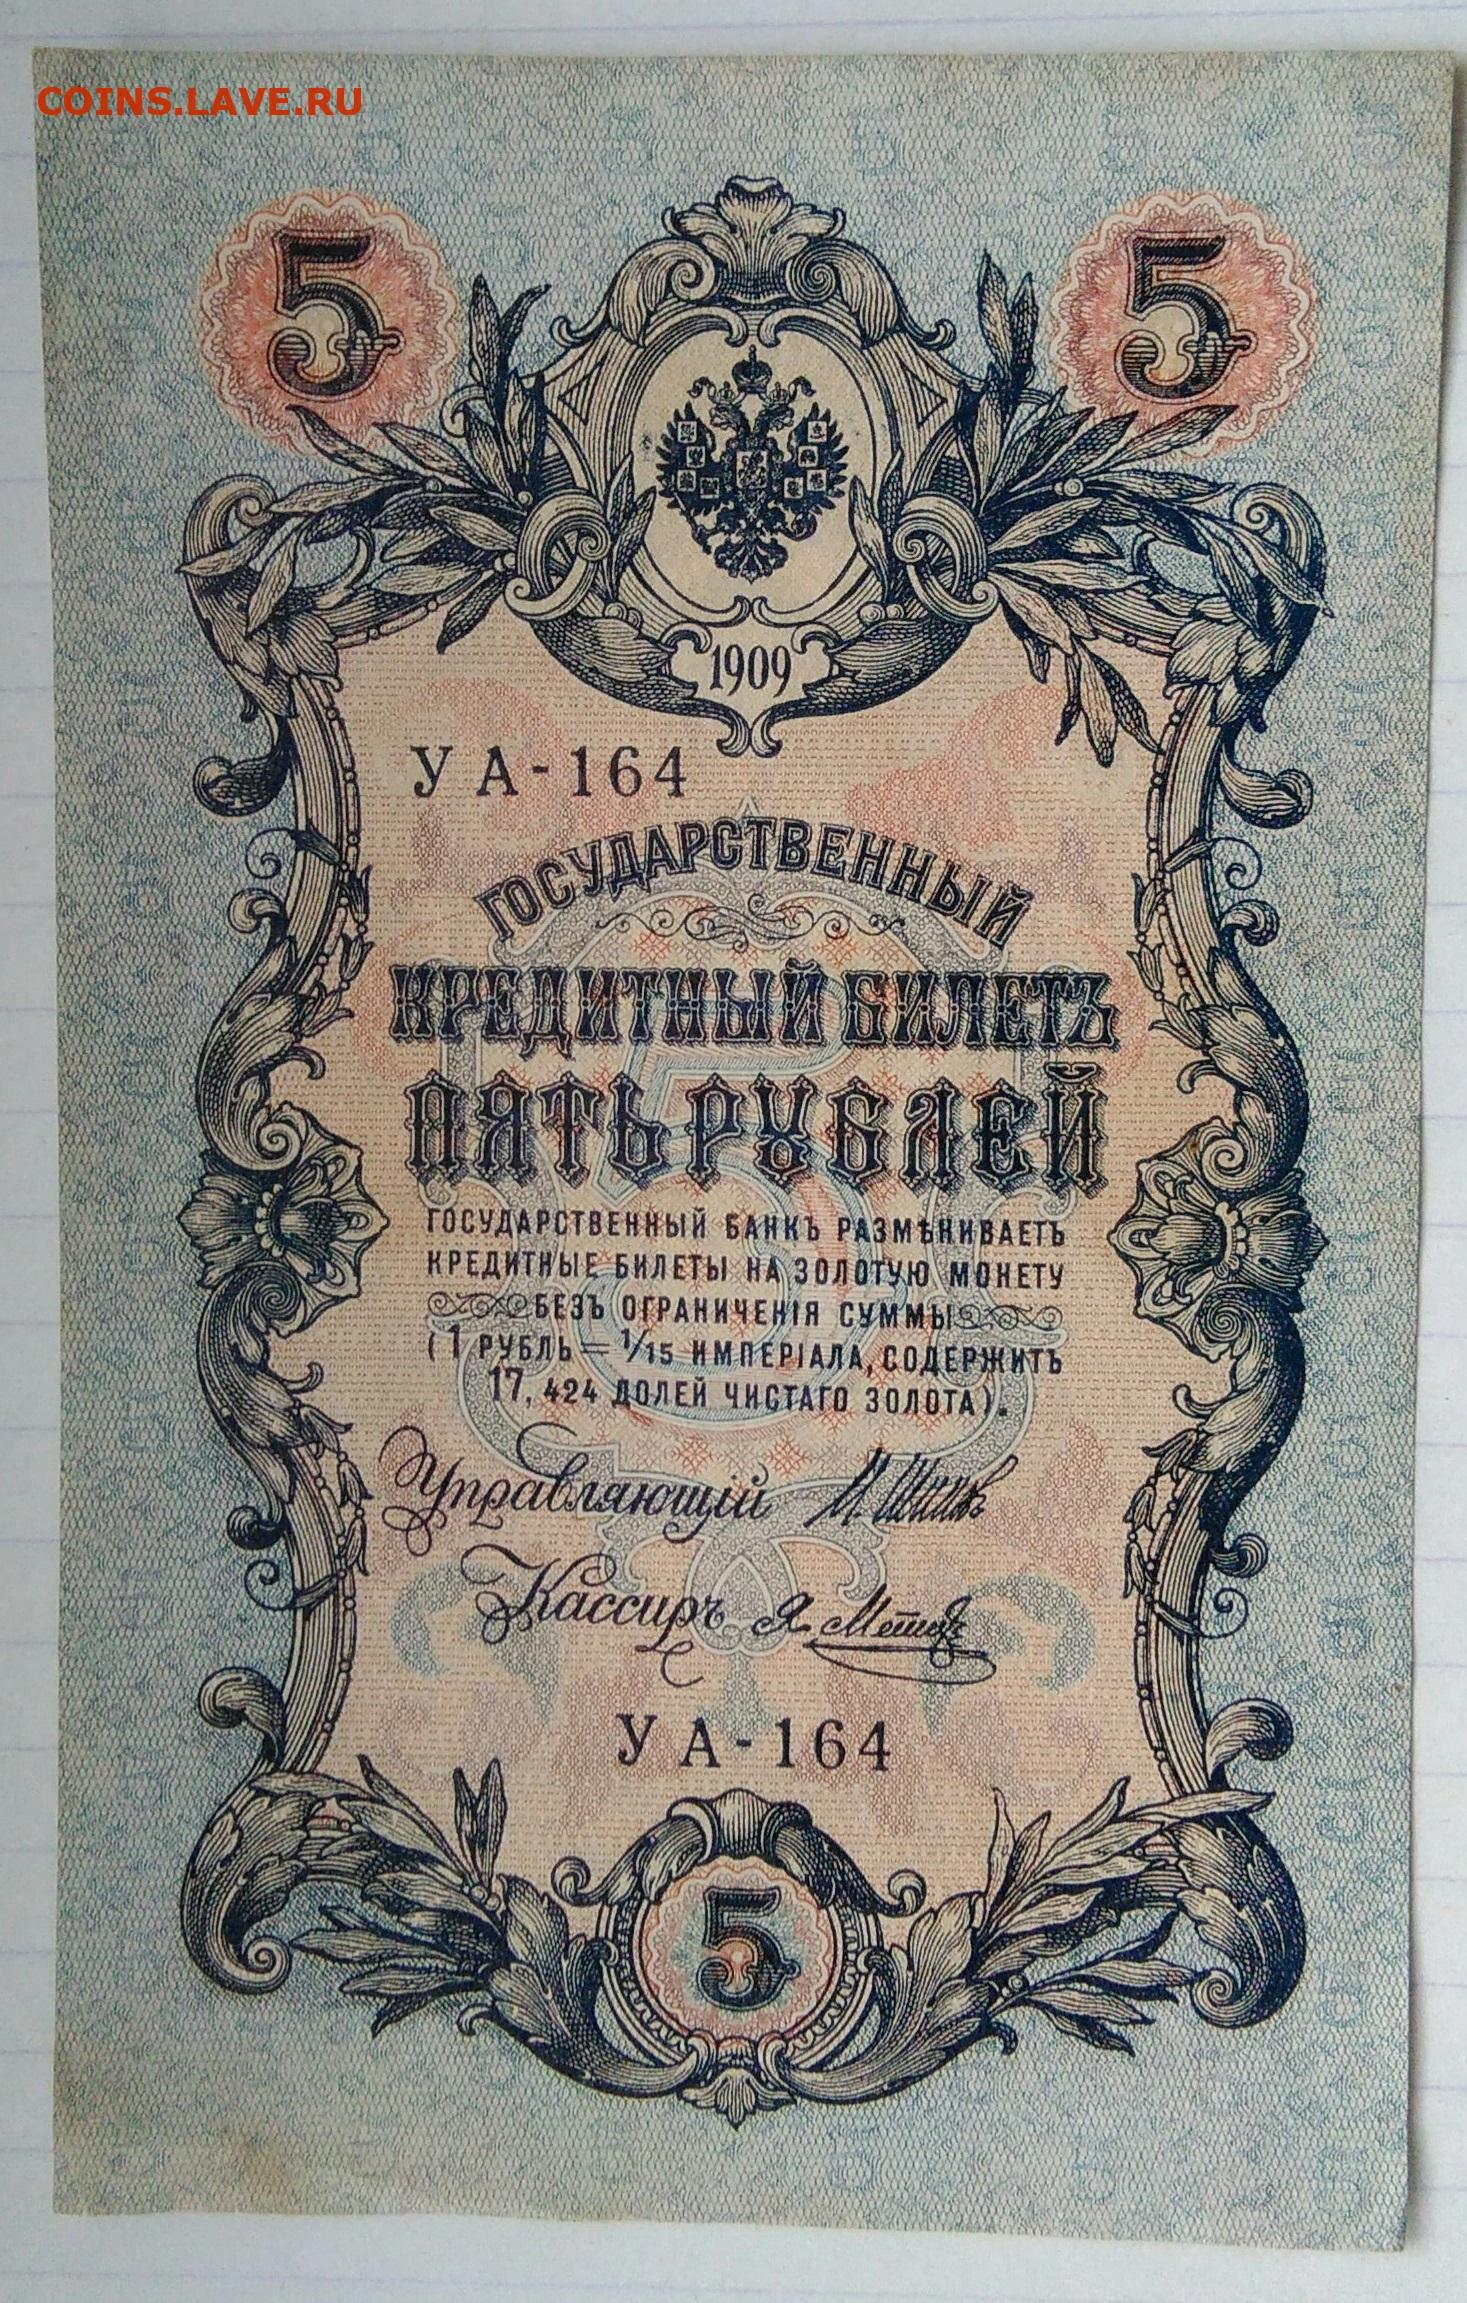 COINS.LAVE.RU
5 5
1909
УА-164
ГОСУДАРСТВЕННЫЙ
КРЕДИТНЫЙ БИЛЕТЪ
ПЯТЬ РУБЛЕЙ
ГОСУДАРСТВЕННЫЙ БАНКЪ РАЗМѢНИВАЕТЪ
КРЕДИТНЫЕ БИЛЕТЫ НА ЗОЛОТУЮ МОНЕТУ
БЕЗЪ ОГРАНИЧЕНІЯ СУММЫ
(1 РУБЛЬ = 1/15 ИМПЕРІАЛА, СОДЕРЖИТЪ
17,424 ДОЛЕЙ ЧИСТАГО ЗОЛОТА).
Управляющій И. Шиповъ
Кассиръ Я. Метцъ
УА-164
5